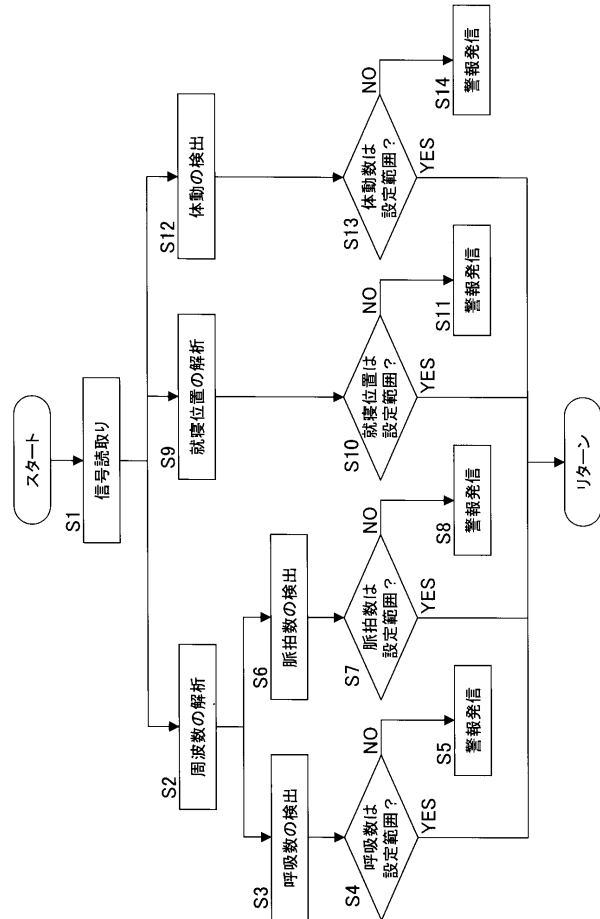 スタート
S1
信号読取り
S2
周波数の解析
S9
就寝位置の解析
S12
体動の検出
S3
呼吸数の検出
S6
脈拍数の検出
S4
呼吸数は
設定範囲?
NO
YES
S5
警報発信
S7
脈拍数は
設定範囲?
NO
YES
S8
警報発信
S10
就寝位置は
設定範囲?
NO
YES
S11
警報発信
S13
体動数は
設定範囲?
NO
YES
S14
警報発信
リターン